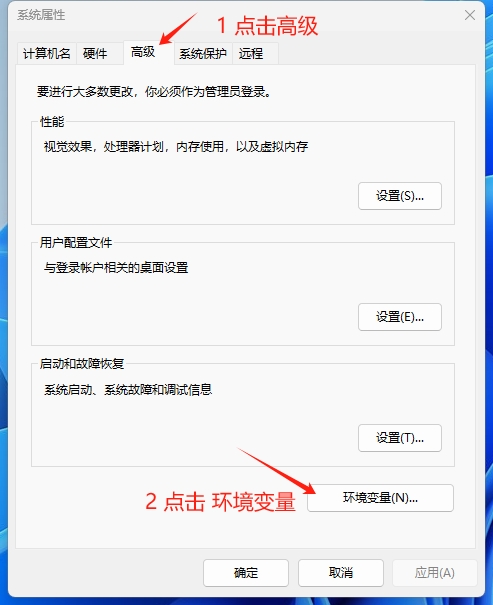 系统属性
1 点击高级
计算机名 硬件 高级 系统保护 远程
要进行大多数更改，你必须作为管理员登录。
性能
视觉效果，处理器计划，内存使用，以及虚拟内存
设置(S)...
用户配置文件
与登录帐户相关的桌面设置
设置(E)...
启动和故障恢复
系统启动、系统故障和调试信息
设置(T)...
2 点击 环境变量
环境变量(N)...
确定 取消 应用(A)